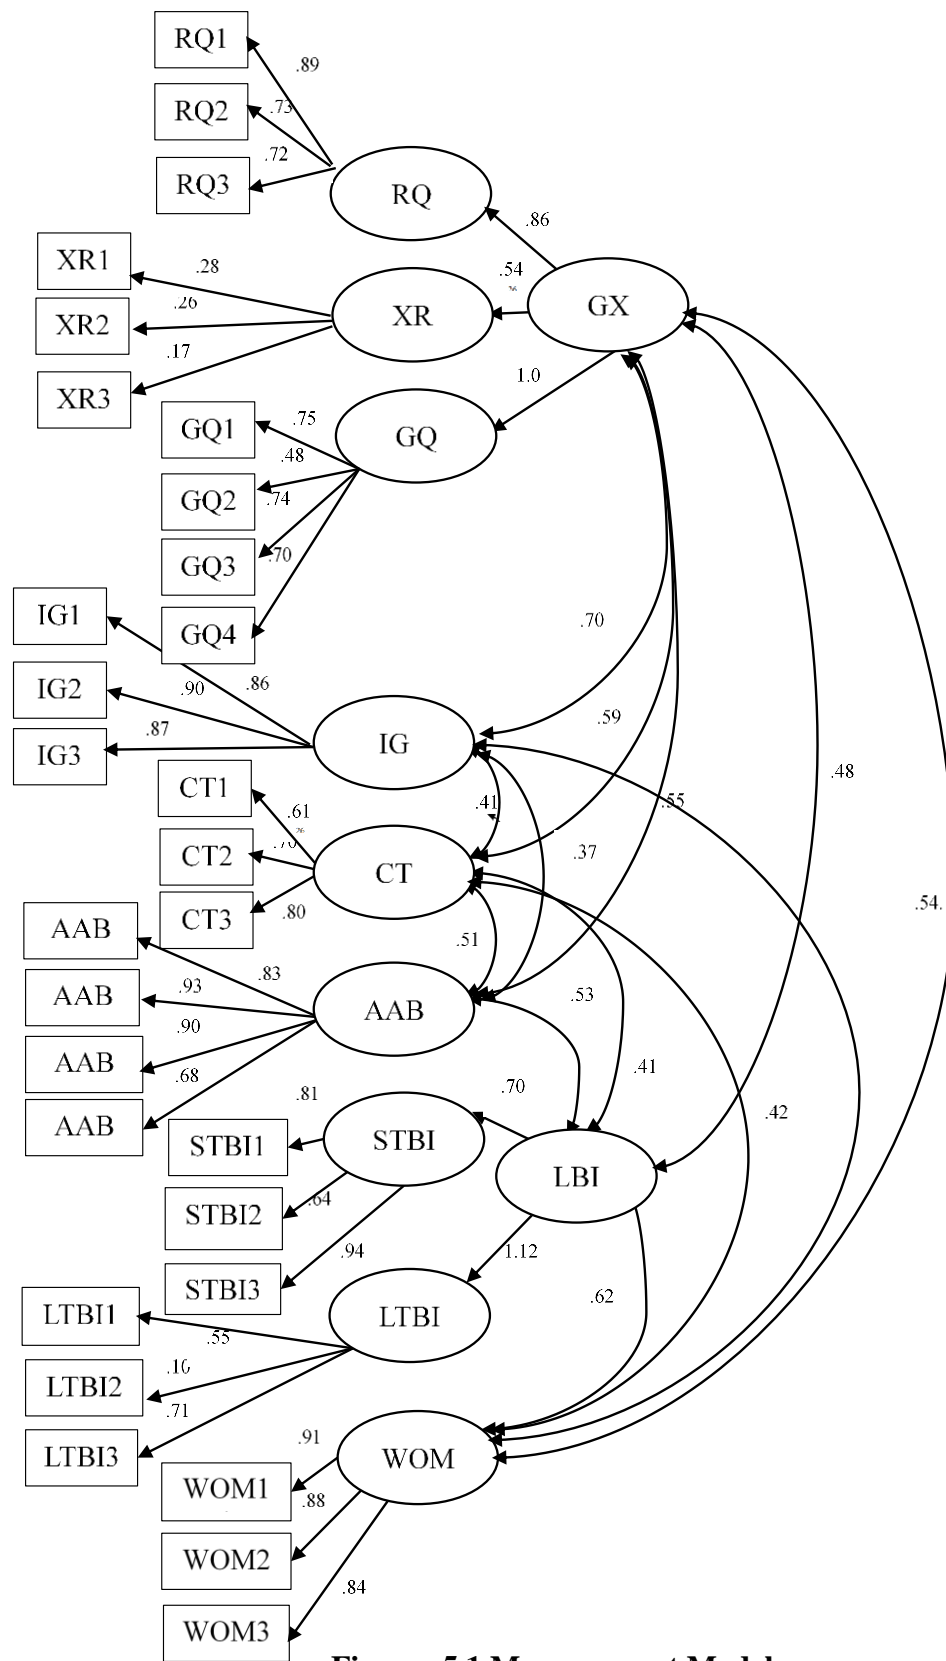 RQ1
.89
RQ2
.73
.72
RQ3
RQ
.86
XR1
.28
.54
.26
XR2
XR
GX
.17
XR3
1.0
GQ1
.75
GQ
.48
GQ2
.74
GQ3
.70
IG1
GQ4
.70
.86
IG2
.90
.59
.87
IG3
IG
CT1
.48
.61
.41
.55
CT2
.37
CT
CT3
.80
.54.
AAB
.51
.83
AAB
.93
.53
AAB
.90
AAB
.68
.41
.70
.81
.42
AAB
STBI1
STBI
LBI
.64
STBI2
.94
1.12
STBI3
.62
LTBI1
LTBI
.55
.10
LTBI2
.71
LTBI3
.91
WOM
WOM1
.88
WOM2
.84
WOM3